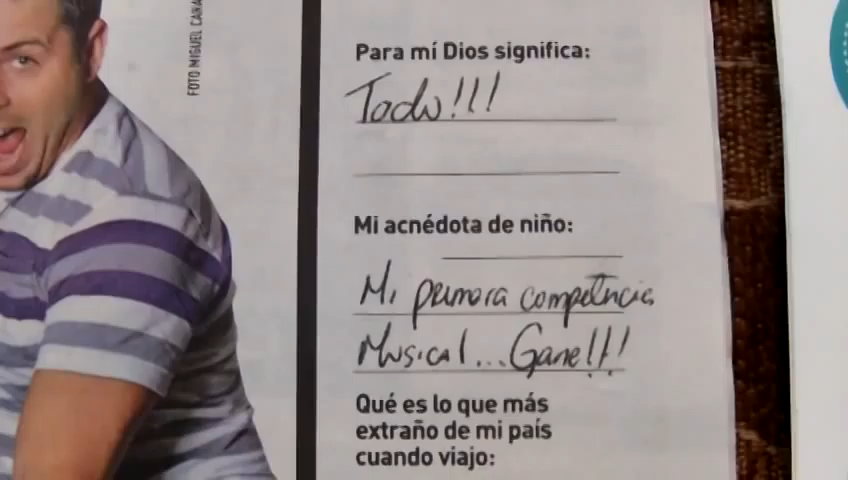 FOTO MIGUEL
Para mí Dios significa:
Todo!!!
Mi acnédota de niño:
Mi primera competencia
Musical... Gane!!!
Qué es lo que más
extraño de mi país
cuando viajo: